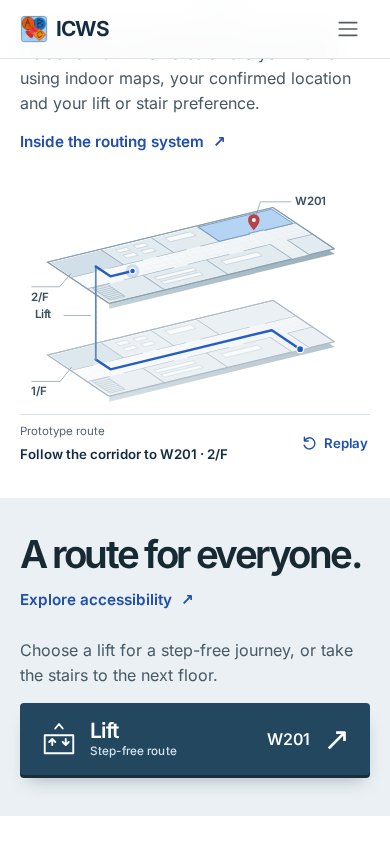 ICWS
using indoor maps, your confirmed location
and your lift or stair preference.
Inside the routing system ↗
W201
2/F
Lift
1/F
Prototype route
Follow the corridor to W201 · 2/F
Replay
A route for everyone.
Explore accessibility ↗
Choose a lift for a step-free journey, or take
the stairs to the next floor.
Lift
Step-free route
W201 ↗